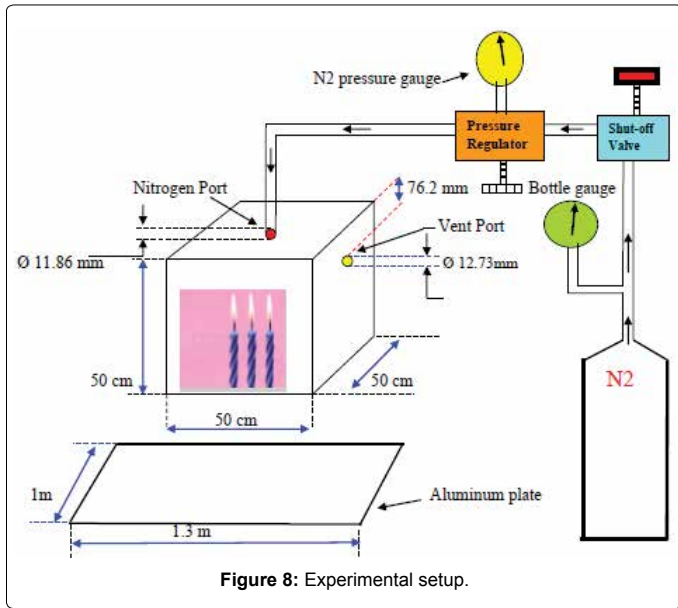 N2 pressure gauge
Pressure
Regulator
Shut-off
Valve
Nitrogen Port
76.2 mm
Bottle gauge
Vent Port
Ø 11.86 mm
Ø 12.73mm
50 cm
50 cm
50 cm
N2
1m
Aluminum plate
1.3 m
Figure 8: Experimental setup.